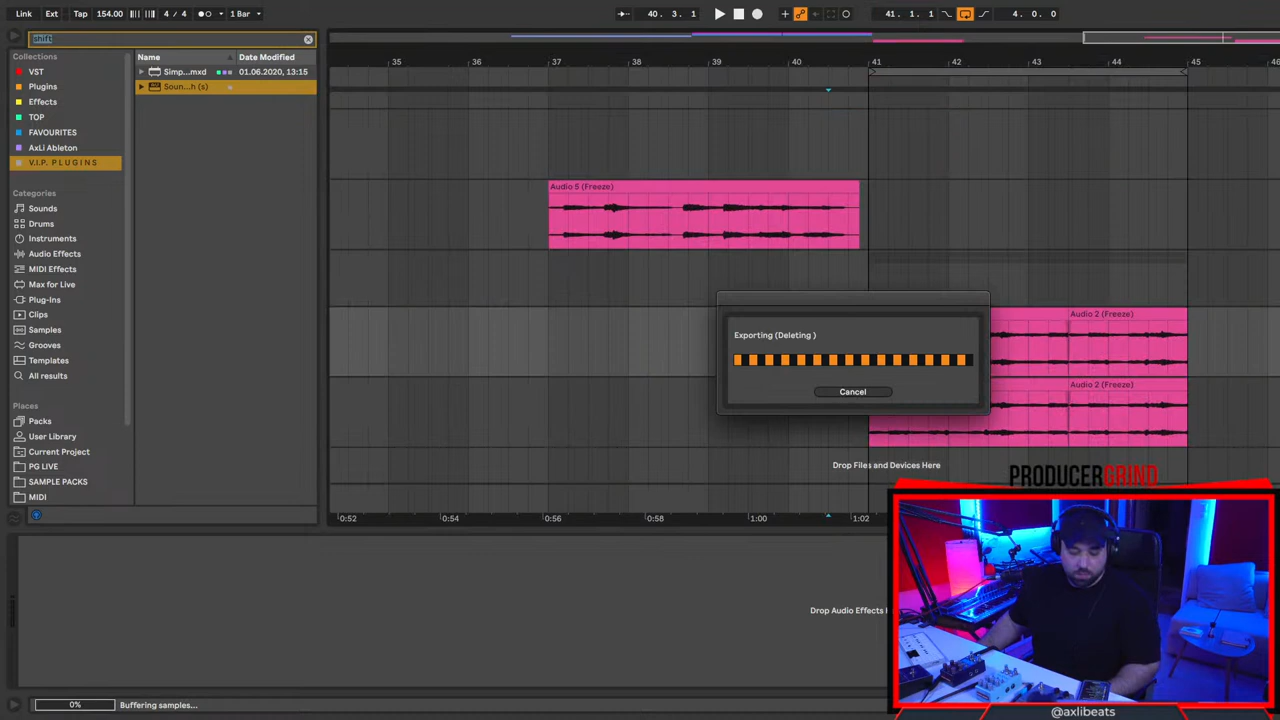 Link Ext Tap 154.00 4 / 4 1 Bar 40. 3. 1 41. 1. 1 4. 0. 0
shift
Collections
VST
Plugins
Effects
TOP
FAVOURITES
AxLi Ableton
V.I.P. P L U G I N S
Categories
Sounds
Drums
Instruments
Audio Effects
MIDI Effects
Max for Live
Plug-Ins
Clips
Samples
Grooves
Templates
All results
Places
Packs
User Library
Current Project
PG LIVE
SAMPLE PACKS
MIDI
Name Date Modified
Simp...mxd 01.06.2020, 13:15
Soun...h (s)
35 36 37 38 39 40 41 42 43 44 45 46
Audio 5 (Freeze)
Audio 2 (Freeze)
Audio 2 (Freeze)
Exporting (Deleting )
Cancel
Drop Files and Devices Here
PRODUCERGRIND
0:52 0:54 0:56 0:58 1:00 1:02
Drop Audio Effects
@axlibeats
0% Buffering samples...